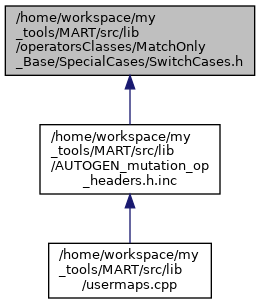 /home/workspace/my
_tools/MART/src/lib
/operatorsClasses/MatchOnly
_Base/SpecialCases/SwitchCases.h
/home/workspace/my
_tools/MART/src/lib
/AUTOGEN_mutation_op
_headers.h.inc
/home/workspace/my
_tools/MART/src/lib
/usermaps.cpp